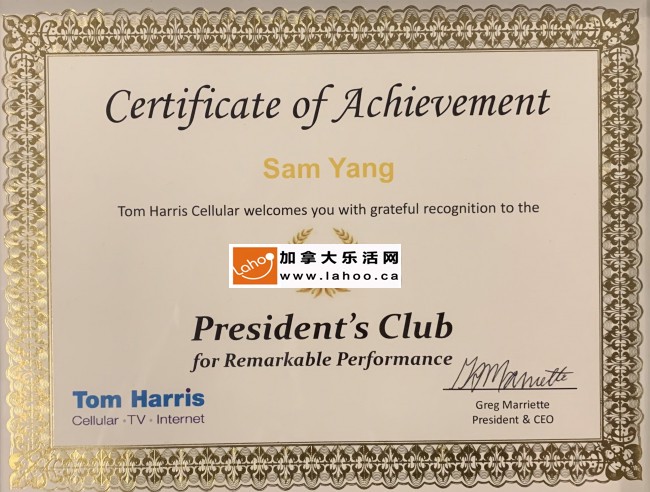 Certificate of Achievement
Sam Yang
Tom Harris Cellular welcomes you with grateful recognition to the
Lahoo
加拿大乐活网
www.lahoo.ca
President's Club
for Remarkable Performance
Tom Harris
Cellular · TV · Internet
GMarriette
Greg Marriette
President & CEO